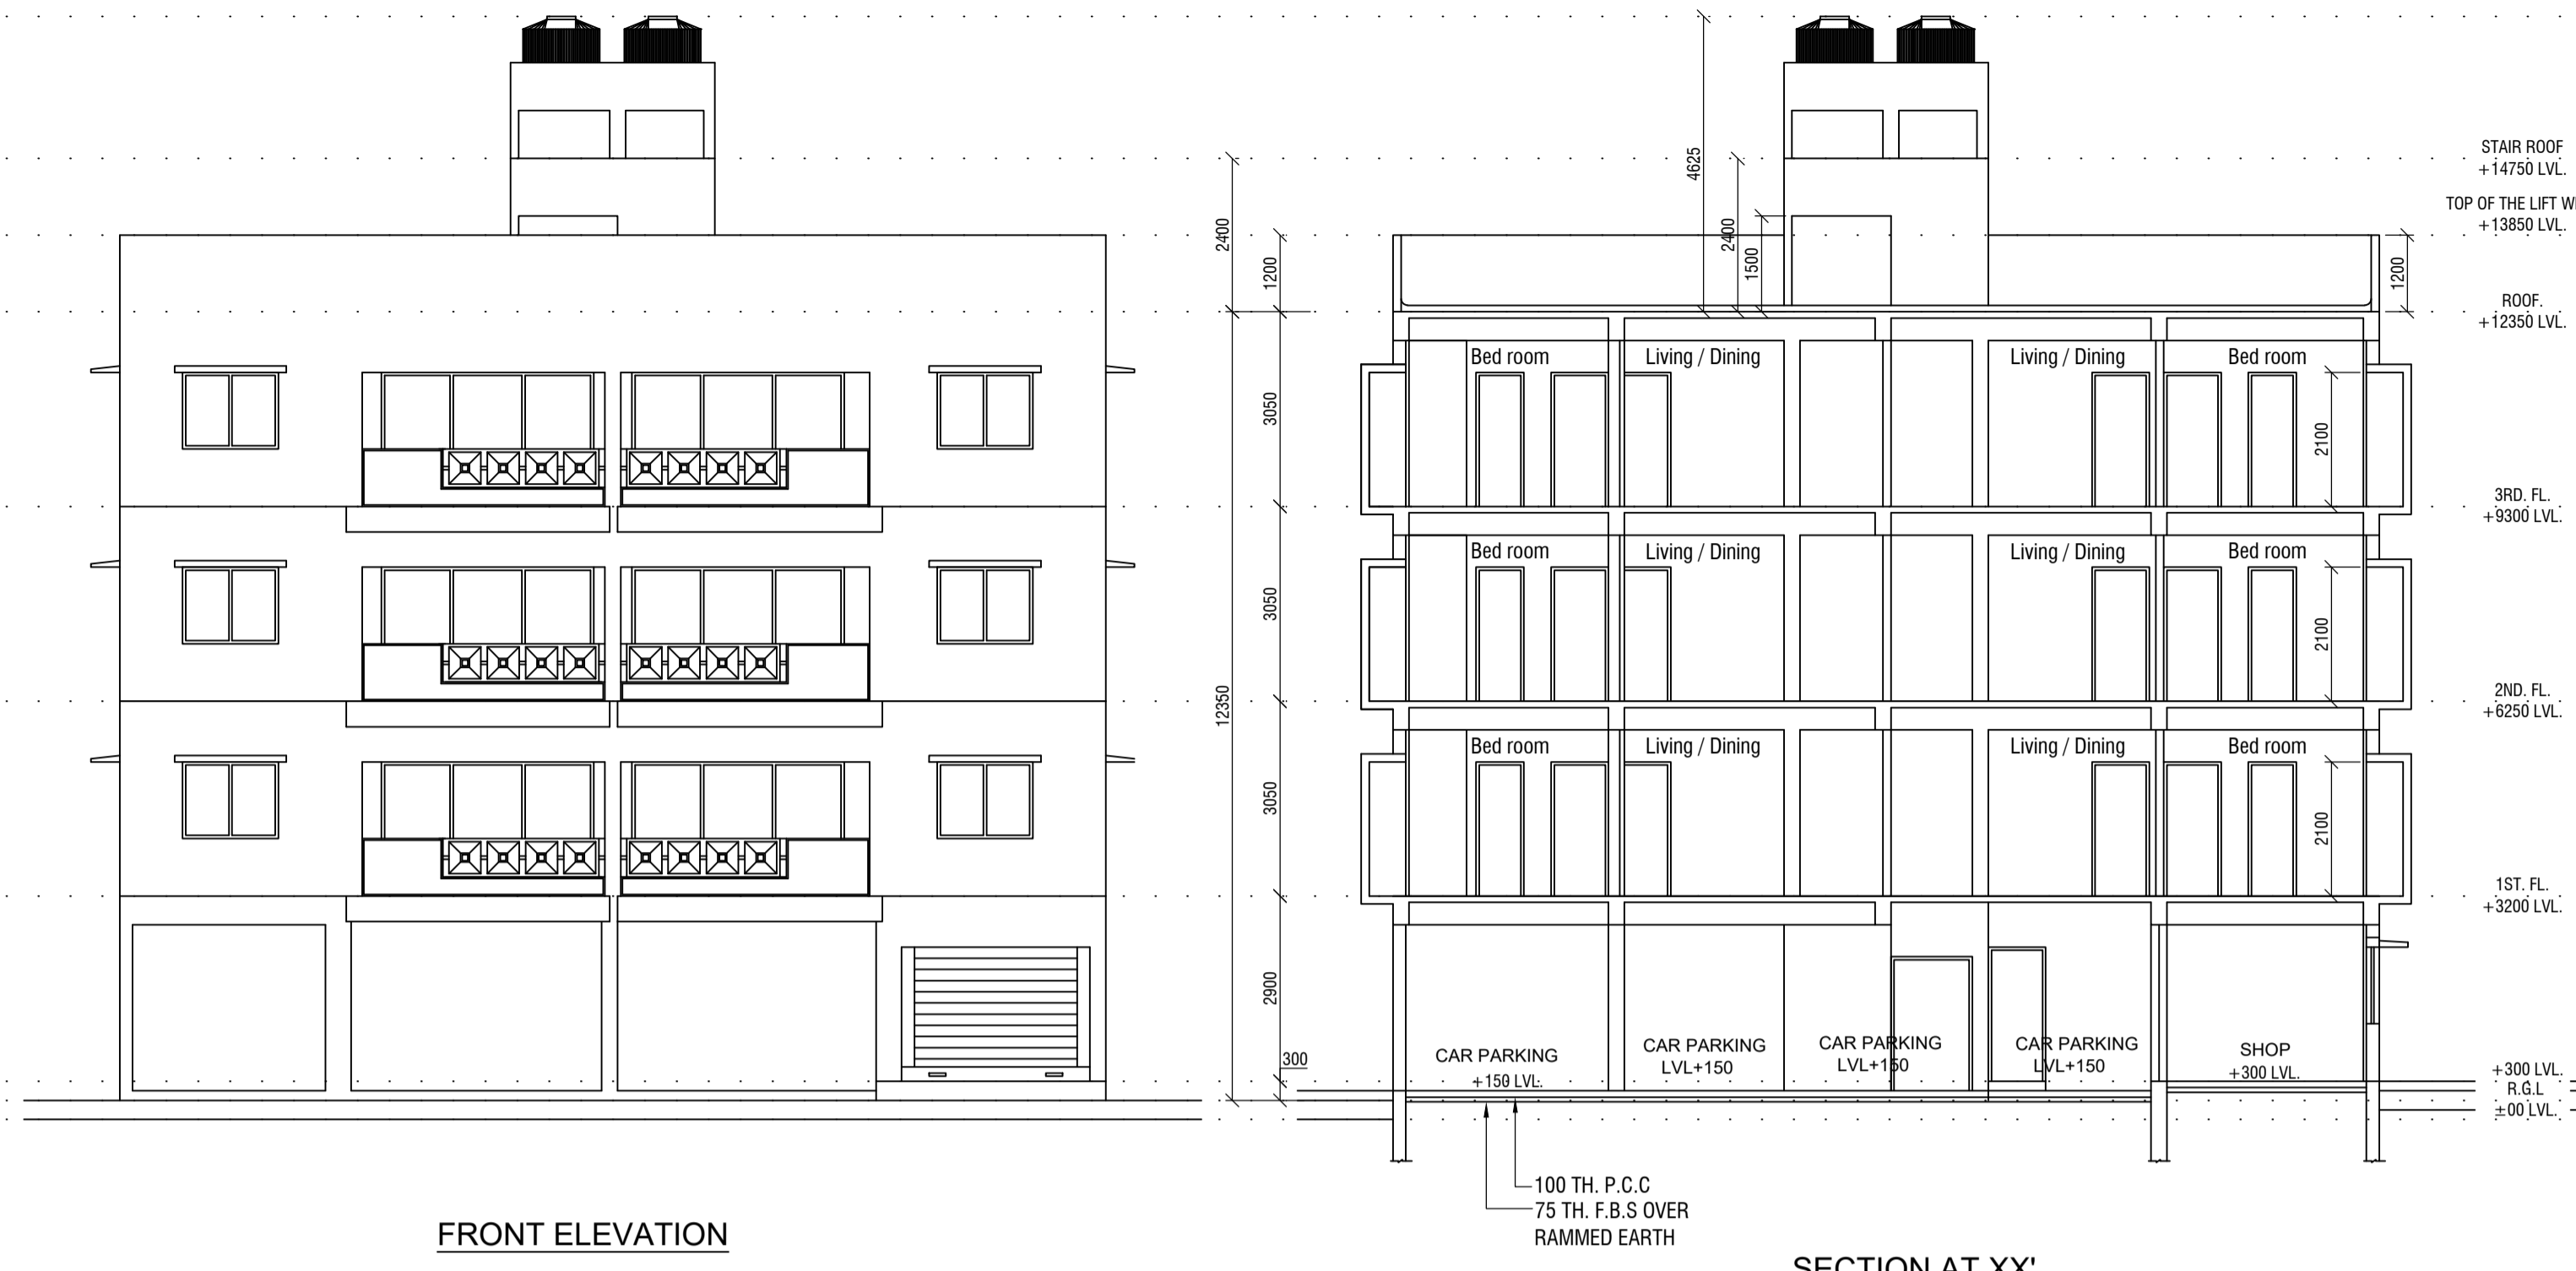 4625
STAIR ROOF
+14750 LVL.
TOP OF THE LIFT
+13850 LVL.
2400
1200
2400
1500
1200
ROOF.
+12350 LVL.
Bed room
Living / Dining
Living / Dining
Bed room
3050
2100
3RD. FL.
+9300 LVL.
Bed room
Living / Dining
Living / Dining
Bed room
3050
2100
2ND. FL.
+6250 LVL.
12350
Bed room
Living / Dining
Living / Dining
Bed room
3050
2100
1ST. FL.
+3200 LVL.
2900
300
CAR PARKING
+150 LVL.
CAR PARKING
LVL+150
CAR PARKING
LVL+150
CAR PARKING
LVL+150
SHOP
+300 LVL.
+300 LVL.
R.G.L
±00 LVL.
100 TH. P.C.C
75 TH. F.B.S OVER
RAMMED EARTH
FRONT ELEVATION
SECTION AT XX'